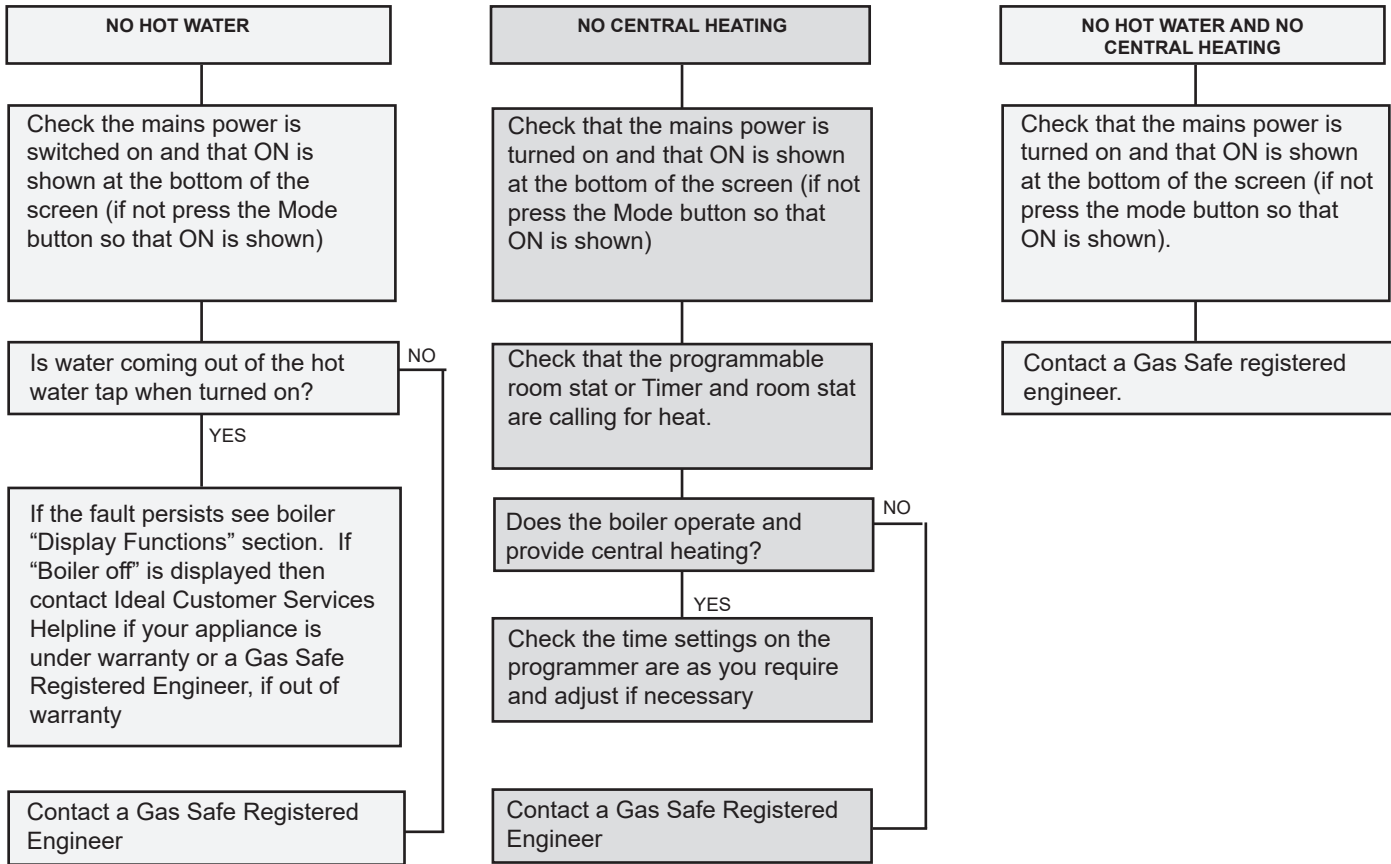 NO HOT WATER
Check the mains power is
switched on and that ON is
shown at the bottom of the
screen (if not press the Mode
button so that ON is shown)
Is water coming out of the hot
water tap when turned on?
NO
YES
If the fault persists see boiler
“Display Functions” section.  If
“Boiler off” is displayed then
contact Ideal Customer Services
Helpline if your appliance is
under warranty or a Gas Safe
Registered Engineer, if out of
warranty
Contact a Gas Safe Registered
Engineer
NO CENTRAL HEATING
Check that the mains power is
turned on and that ON is shown
at the bottom of the screen (if not
press the Mode button so that
ON is shown)
Check that the programmable
room stat or Timer and room stat
are calling for heat.
Does the boiler operate and
provide central heating?
NO
YES
Check the time settings on the
programmer are as you require
and adjust if necessary
Contact a Gas Safe Registered
Engineer
NO HOT WATER AND NO
CENTRAL HEATING
Check that the mains power is
turned on and that ON is shown
at the bottom of the screen (if not
press the mode button so that
ON is shown).
Contact a Gas Safe registered
engineer.